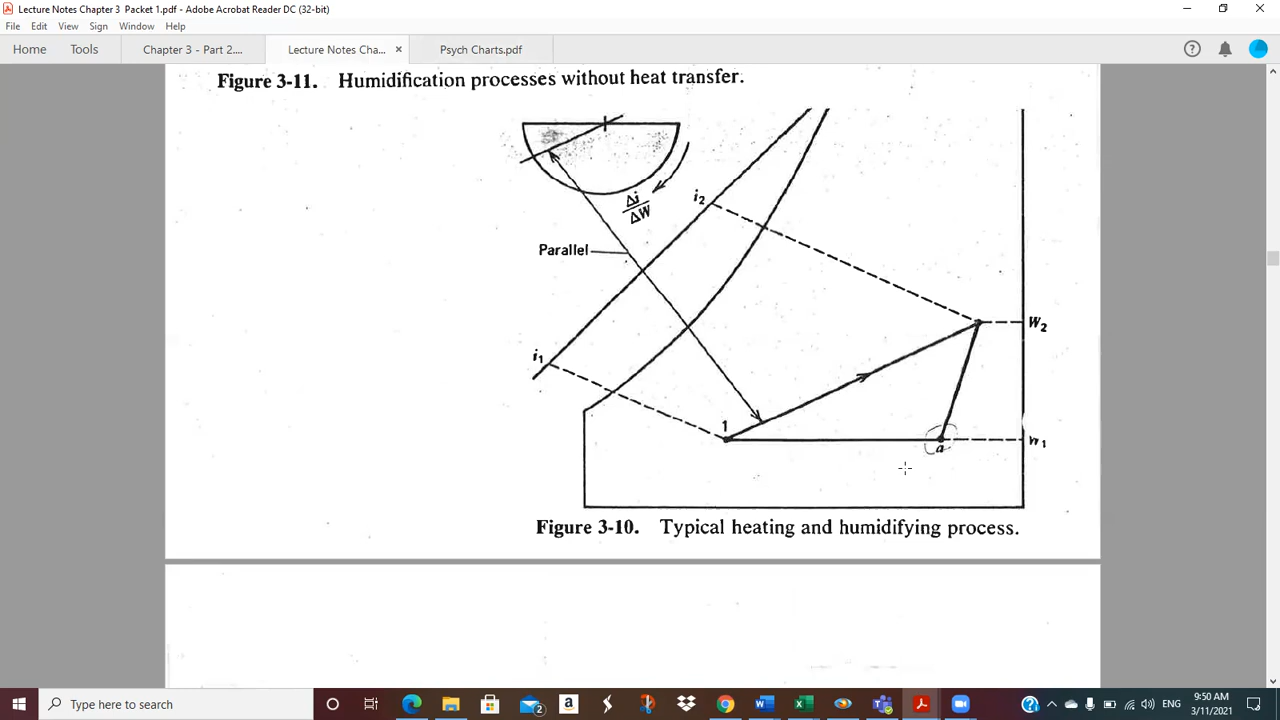 Lecture Notes Chapter 3 Packet 1.pdf - Adobe Acrobat Reader DC (32-bit)
File Edit View Sign Window Help
Home Tools Chapter 3 - Part 2.... Lecture Notes Cha... × Psych Charts.pdf
Figure 3-11. Humidification processes without heat transfer.
i2
Δi
ΔW
Parallel
W2
i1
1
W1
a
Figure 3-10. Typical heating and humidifying process.
Type here to search
2
ENG
9:50 AM
3/11/2021